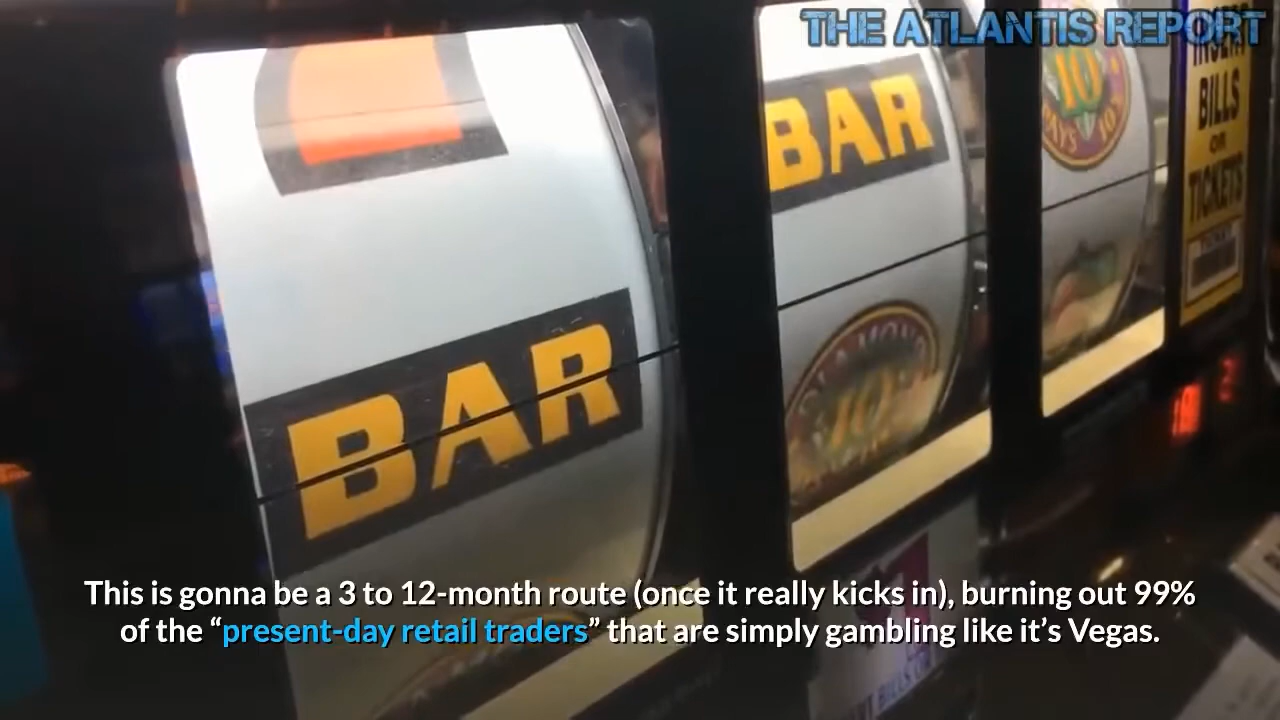 THE ATLANTIS REPORT
BAR
BAR
10
INSERT
BILLS
OR
TICKETS
This is gonna be a 3 to 12-month route (once it really kicks in), burning out 99%
of the “present-day retail traders” that are simply gambling like it’s Vegas.